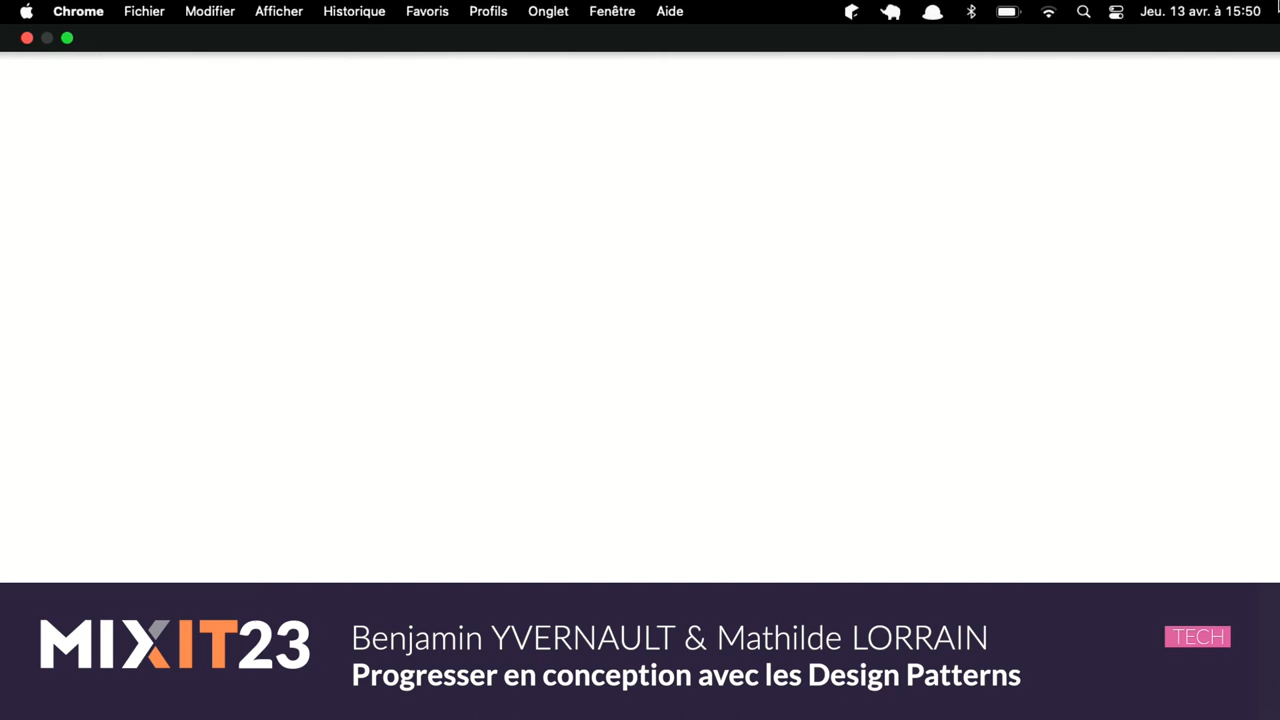 Chrome Fichier Modifier Afficher Historique Favoris Profils Onglet Fenêtre Aide Jeu. 13 avr. à 15:50
MIXIT23
Benjamin YVERNAULT & Mathilde LORRAIN
TECH
Progresser en conception avec les Design Patterns